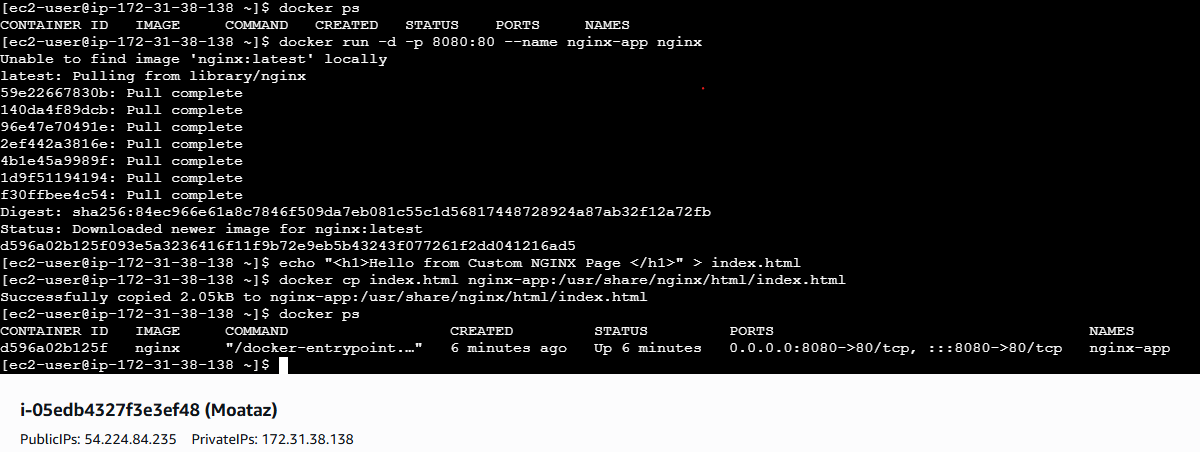 [ec2-user@ip-172-31-38-138 ~]$ docker ps
CONTAINER ID   IMAGE     COMMAND   CREATED   STATUS    PORTS     NAMES
[ec2-user@ip-172-31-38-138 ~]$ docker run -d -p 8080:80 --name nginx-app nginx
Unable to find image 'nginx:latest' locally
latest: Pulling from library/nginx
59e22667830b: Pull complete
140da4f89dcb: Pull complete
96e47e70491e: Pull complete
2ef442a3816e: Pull complete
4b1e45a9989f: Pull complete
1d9f51194194: Pull complete
f30ffbee4c54: Pull complete
Digest: sha256:84ec966e61a8c7846f509da7eb081c55c1d56817448728924a87ab32f12a72fb
Status: Downloaded newer image for nginx:latest
d596a02b125f093e5a3236416f11f9b72e9eb5b43243f077261f2dd041216ad5
[ec2-user@ip-172-31-38-138 ~]$ echo "<h1>Hello from Custom NGINX Page </h1>" > index.html
[ec2-user@ip-172-31-38-138 ~]$ docker cp index.html nginx-app:/usr/share/nginx/html/index.html
Successfully copied 2.05kB to nginx-app:/usr/share/nginx/html/index.html
[ec2-user@ip-172-31-38-138 ~]$ docker ps
CONTAINER ID   IMAGE     COMMAND                  CREATED         STATUS         PORTS                                   NAMES
d596a02b125f   nginx     "/docker-entrypoint.…"   6 minutes ago   Up 6 minutes   0.0.0.0:8080->80/tcp, :::8080->80/tcp   nginx-app
[ec2-user@ip-172-31-38-138 ~]$
i-05edb4327f3e3ef48 (Moataz)
PublicIPs: 54.224.84.235    PrivateIPs: 172.31.38.138